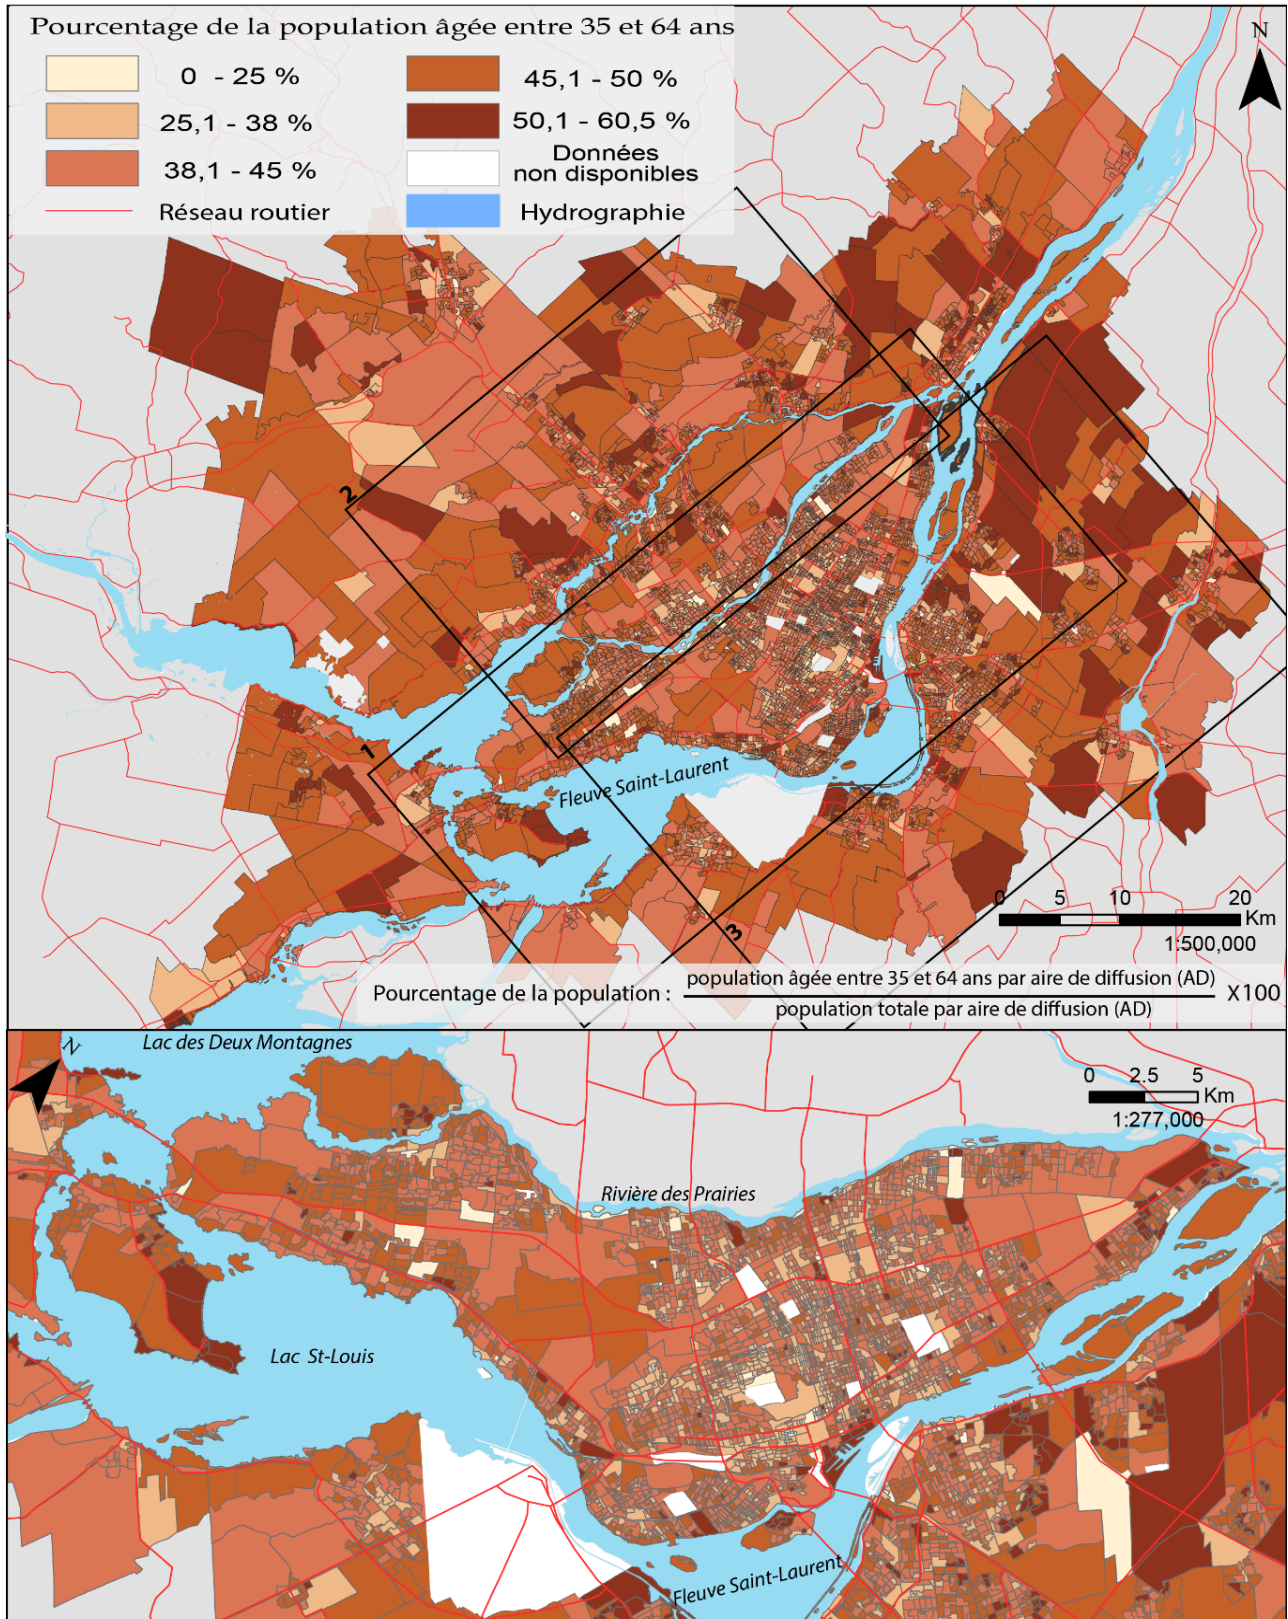 Pourcentage de la population âgée entre 35 et 64 ans
0 - 25 %
25,1 - 38 %
38,1 - 45 %
Réseau routier
45,1 - 50 %
50,1 - 60,5 %
Données
non disponibles
Hydrographie
N
2
1
3
Fleuve Saint-Laurent
0 5 10 20
Km
1:500,000
Pourcentage de la population :
population âgée entre 35 et 64 ans par aire de diffusion (AD)
population totale par aire de diffusion (AD)
X100
N
Lac des Deux Montagnes
0 2.5 5
Km
1:277,000
Rivière des Prairies
Lac St-Louis
Fleuve Saint-Laurent